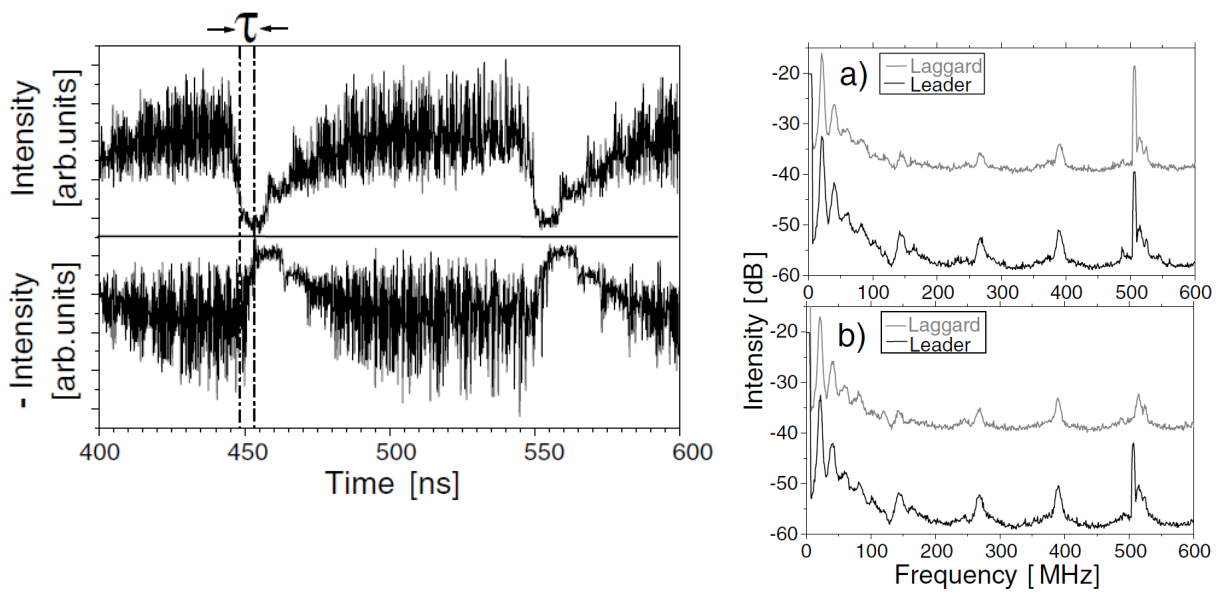 τ
Intensity
[arb.units]
- Intensity
[arb.units]
400 450 500 550 600
Time [ns]
a)
Laggard
Leader
-20
-30
-40
-50
-60
0 100 200 300 400 500 600
b)
Laggard
Leader
-20
-30
-40
-50
-60
0 100 200 300 400 500 600
Intensity [dB]
Frequency [MHz]